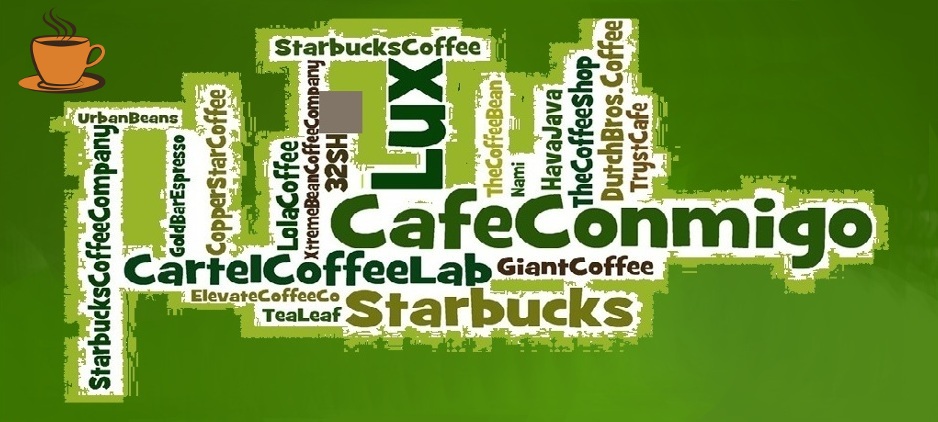 StarbucksCoffee
UrbanBeans
StarbucksCoffeeCompany
GoldBarEspresso
CopperStarCoffee
LolaCoffee
XtremeBeanCoffeeCompany
Lux
TheCoffeeBean
Nami
HavaJava
TheCoffeeShop
DutchBros.Coffee
TrystCafe
CafeConmigo
CartelCoffeeLab
GiantCoffee
ElevateCoffeeCo
TeaLeaf
Starbucks